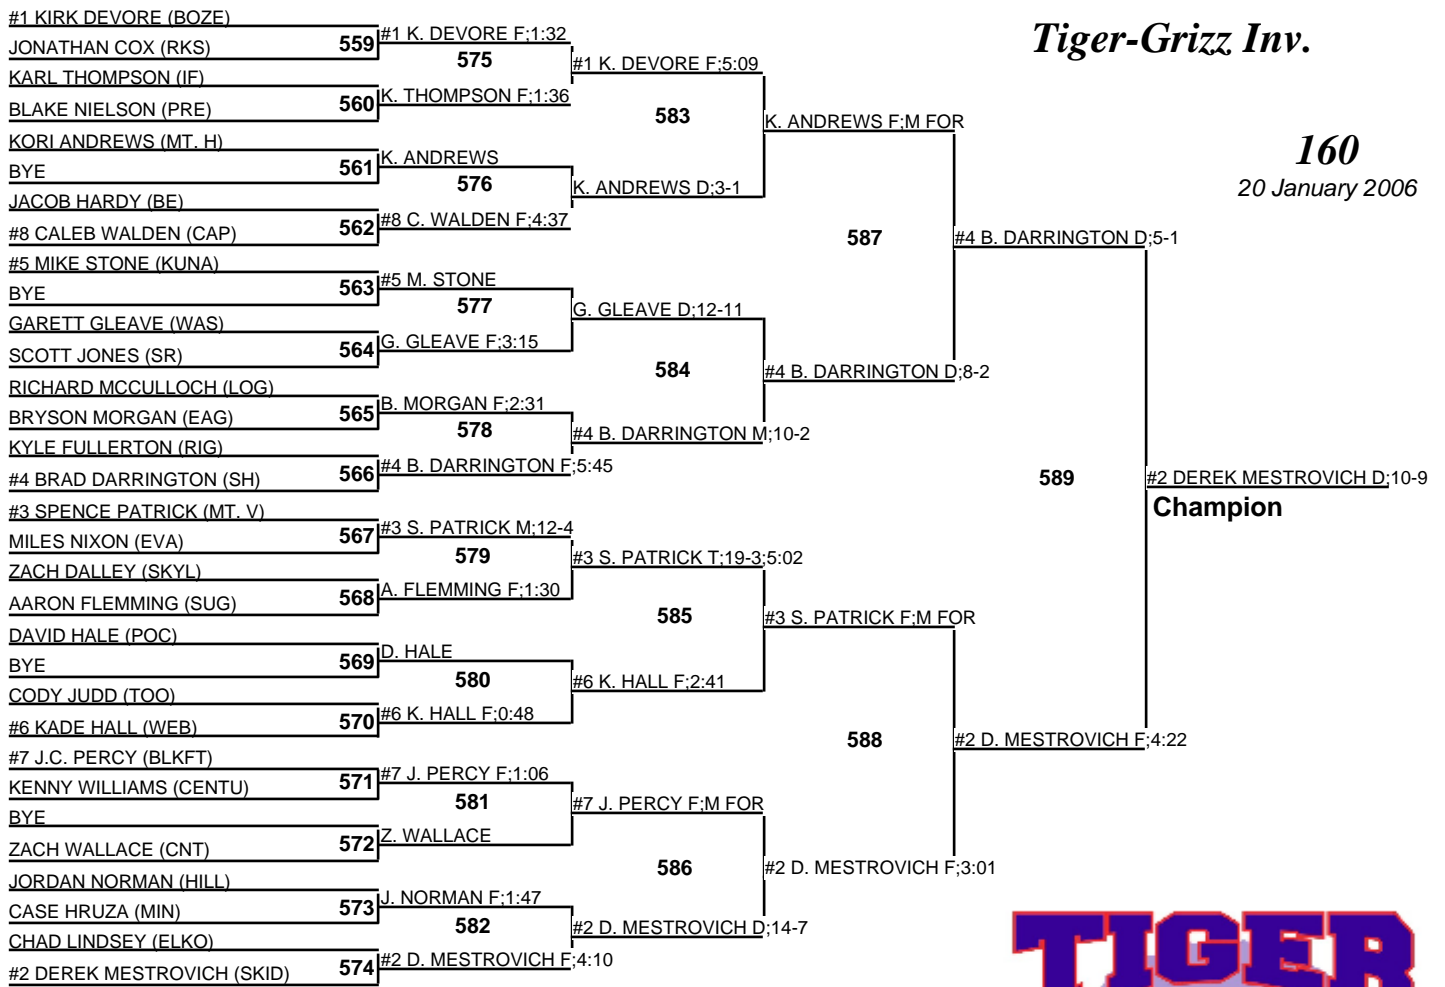 Tiger-Grizz Inv.
160
20 January 2006
#1 KIRK DEVORE (BOZE)
JONATHAN COX (RKS)
KARL THOMPSON (IF)
BLAKE NIELSON (PRE)
KORI ANDREWS (MT. H)
BYE
JACOB HARDY (BE)
#8 CALEB WALDEN (CAP)
#5 MIKE STONE (KUNA)
BYE
GARETT GLEAVE (WAS)
SCOTT JONES (SR)
RICHARD MCCULLOCH (LOG)
BRYSON MORGAN (EAG)
KYLE FULLERTON (RIG)
#4 BRAD DARRINGTON (SH)
#3 SPENCE PATRICK (MT. V)
MILES NIXON (EVA)
ZACH DALLEY (SKYL)
AARON FLEMMING (SUG)
DAVID HALE (POC)
BYE
CODY JUDD (TOO)
#6 KADE HALL (WEB)
#7 J.C. PERCY (BLKFT)
KENNY WILLIAMS (CENTU)
BYE
ZACH WALLACE (CNT)
JORDAN NORMAN (HILL)
CASE HRUZA (MIN)
CHAD LINDSEY (ELKO)
#2 DEREK MESTROVICH (SKID)
559
560
561
562
563
564
565
566
567
568
569
570
571
572
573
574
#1 K. DEVORE F;1:32
K. THOMPSON F;1:36
K. ANDREWS
#8 C. WALDEN F;4:37
#5 M. STONE
G. GLEAVE F;3:15
B. MORGAN F;2:31
#4 B. DARRINGTON F;5:45
#3 S. PATRICK M;12-4
A. FLEMMING F;1:30
D. HALE
#6 K. HALL F;0:48
#7 J. PERCY F;1:06
Z. WALLACE
J. NORMAN F;1:47
#2 D. MESTROVICH F;4:10
575
576
577
578
579
580
581
582
#1 K. DEVORE F;5:09
K. ANDREWS D;3-1
G. GLEAVE D;12-11
#4 B. DARRINGTON M;10-2
#3 S. PATRICK T;19-3;5:02
#6 K. HALL F;2:41
#7 J. PERCY F;M FOR
#2 D. MESTROVICH D;14-7
583
584
585
586
K. ANDREWS F;M FOR
#4 B. DARRINGTON D;8-2
#3 S. PATRICK F;M FOR
#2 D. MESTROVICH F;3:01
587
588
#4 B. DARRINGTON D;5-1
#2 D. MESTROVICH F;4:22
589
#2 DEREK MESTROVICH D;10-9
Champion
TIGER